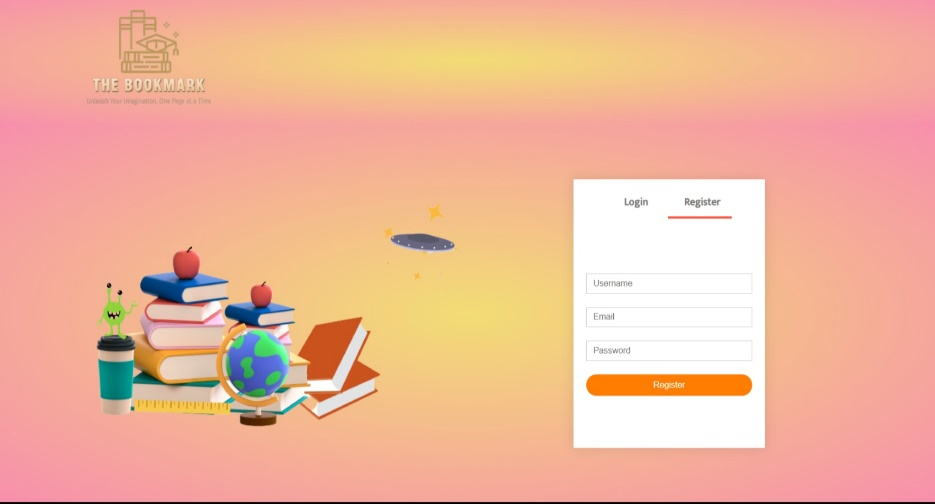 THE BOOKMARK
Unleash Your Imagination, One Page at a Time
Login Register
Username
Email
Password
Register